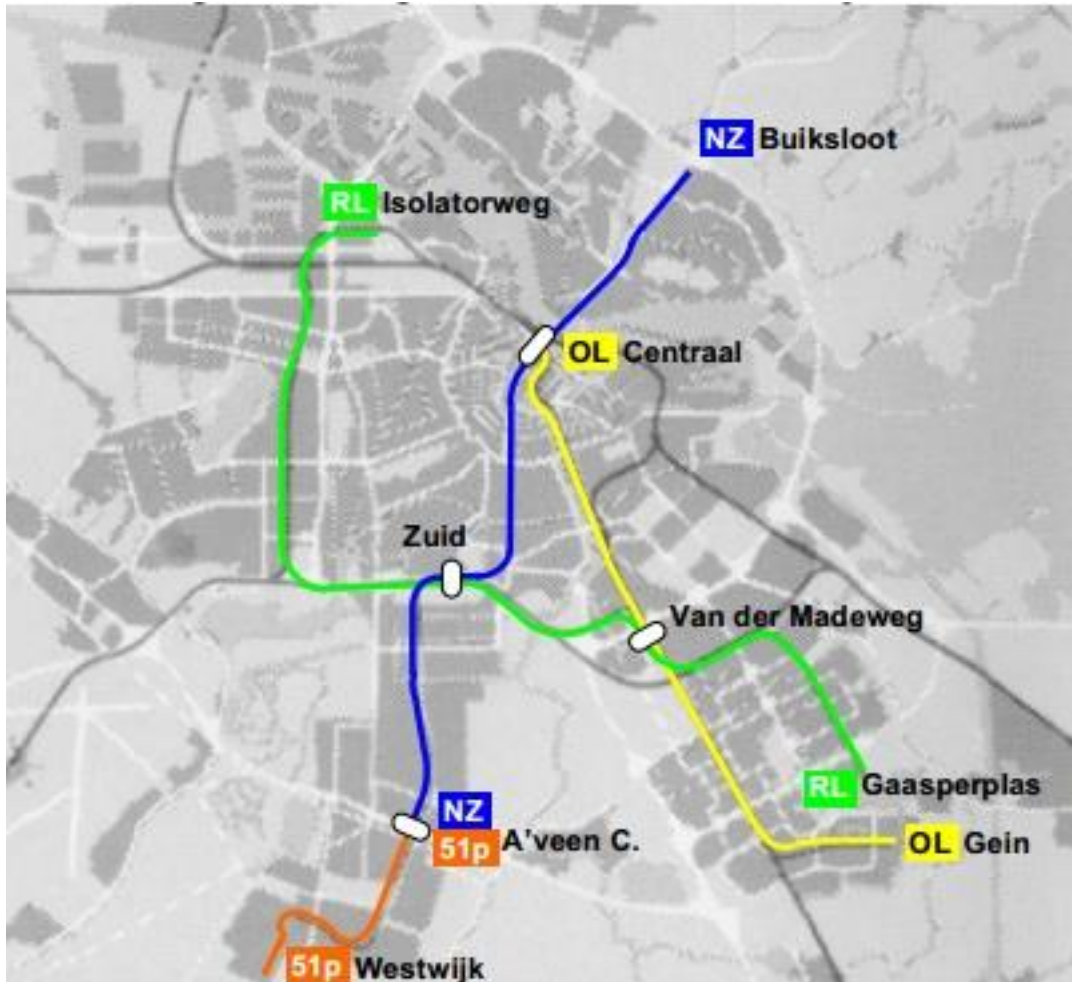 NZ Buiksloot
RL Isolatorweg
OL Centraal
Zuid
Van der Madeweg
RL Gaasperplas
NZ
51p A'veen C.
OL Gein
51p Westwijk